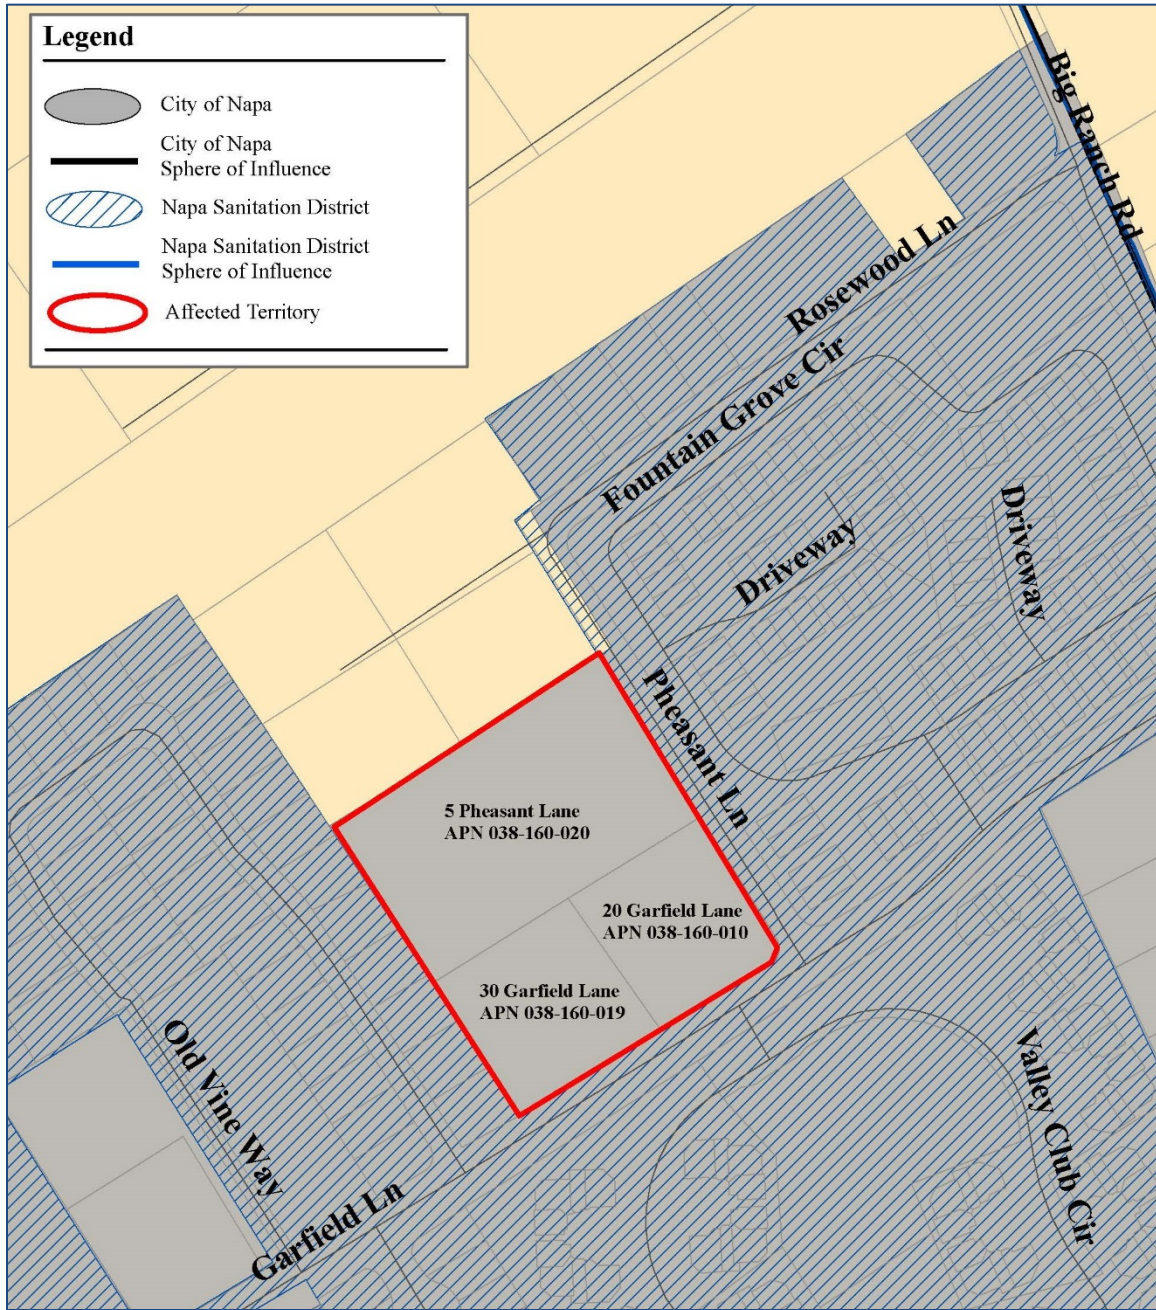 Legend
City of Napa
City of Napa
Sphere of Influence
Napa Sanitation District
Napa Sanitation District
Sphere of Influence
Affected Territory
Big Ranch Rd
Rosewood Ln
Fountain Grove Cir
Driveway
Driveway
Pheasant Ln
5 Pheasant Lane
APN 038-160-020
20 Garfield Lane
APN 038-160-010
30 Garfield Lane
APN 038-160-019
Old Vine Way
Garfield Ln
Valley Club Cir